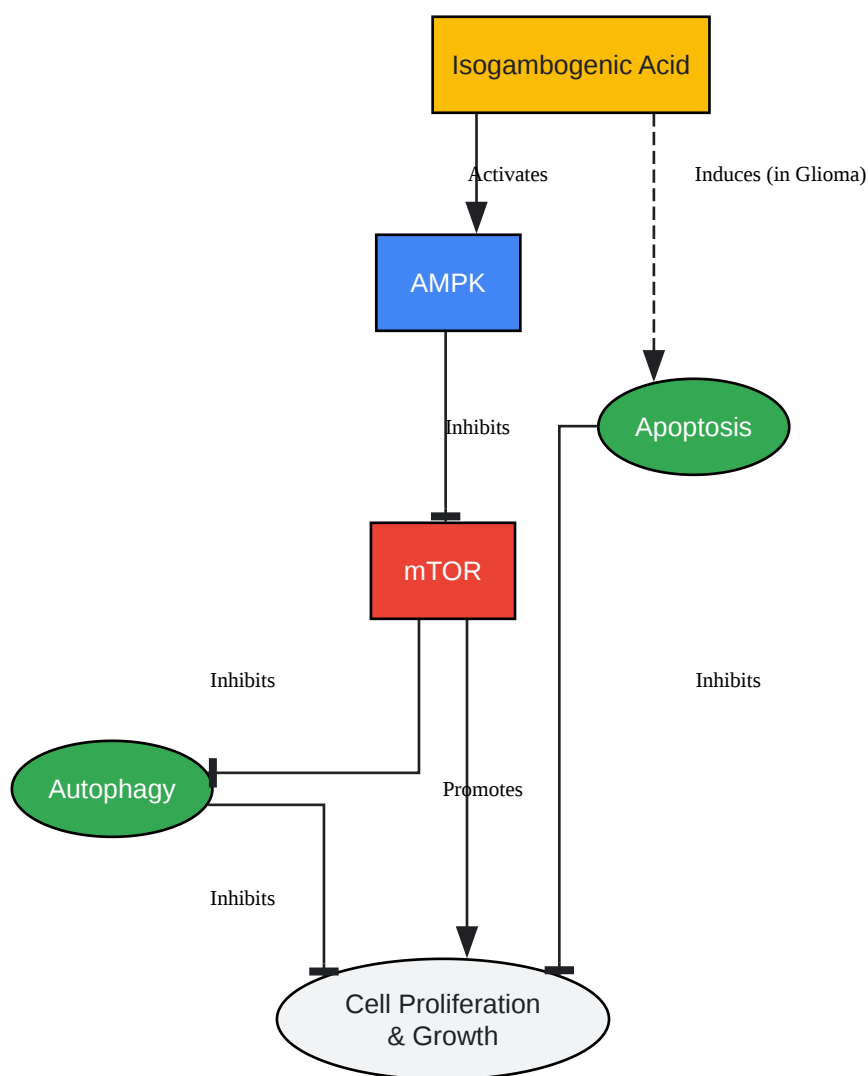 Isogambogenic Acid
Activates
Induces (in Glioma)
AMPK
Inhibits
Apoptosis
mTOR
Inhibits
Inhibits
Autophagy
Promotes
Inhibits
Cell Proliferation
& Growth